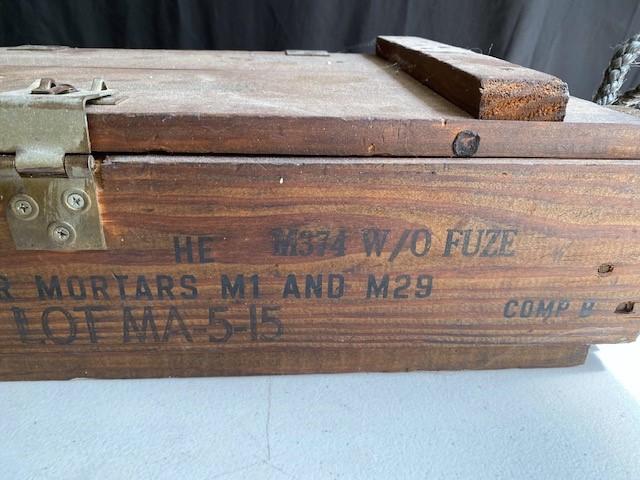 HE M374 W/O FUZE
R MORTARS M1 AND M29
COMP B
LOT MA-5-15